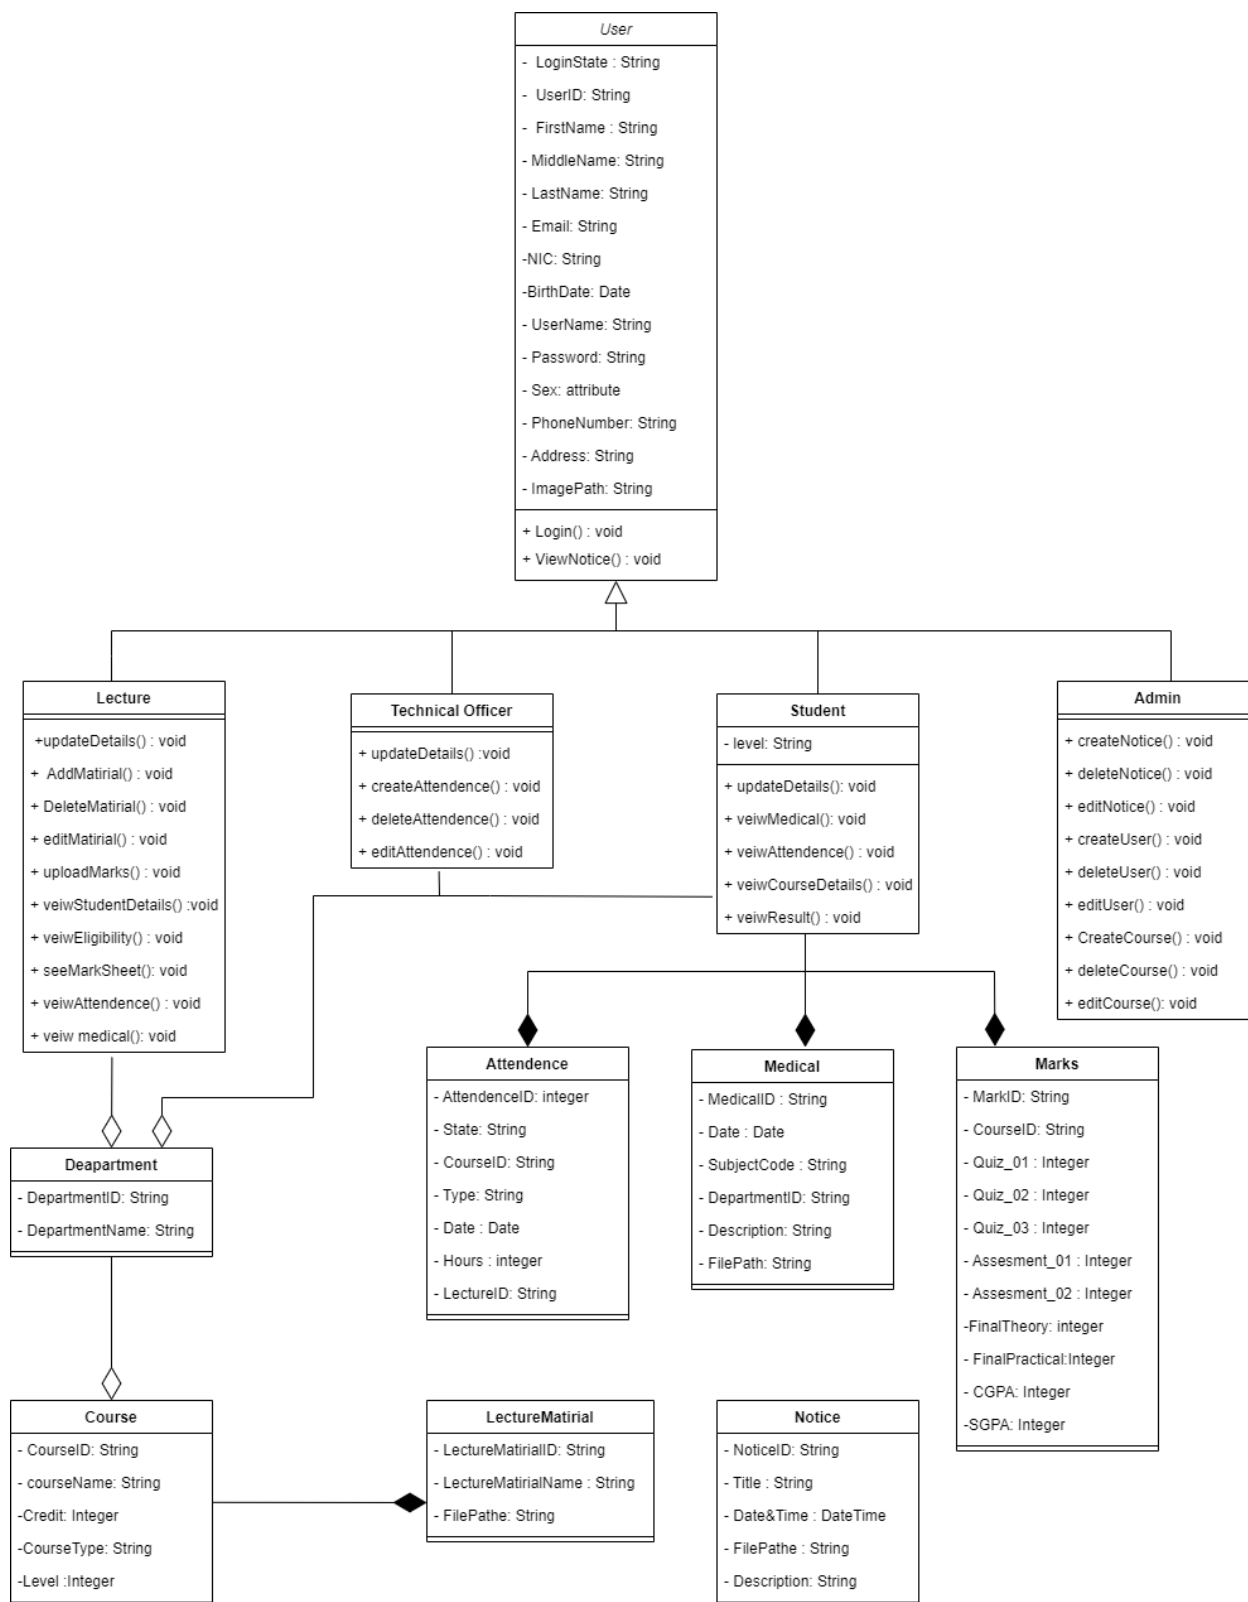 User
- LoginState : String
- UserID: String
- FirstName : String
- MiddleName: String
- LastName: String
- Email: String
-NIC: String
-BirthDate: Date
- UserName: String
- Password: String
- Sex: attribute
- PhoneNumber: String
- Address: String
- ImagePath: String
+ Login() : void
+ ViewNotice() : void
Lecture
+updateDetails() : void
+ AddMatirial() : void
+ DeleteMatirial() : void
+ editMatirial() : void
+ uploadMarks() : void
+ veiwStudentDetails() :void
+ veiwEligibility() : void
+ seeMarkSheet(): void
+ veiwAttendence() : void
+ veiw medical(): void
Technical Officer
+ updateDetails() :void
+ createAttendence() : void
+ deleteAttendence() : void
+ editAttendence() : void
Student
- level: String
+ updateDetails(): void
+ veiwMedical(): void
+ veiwAttendence() : void
+ veiwCourseDetails() : void
+ veiwResult() : void
Admin
+ createNotice() : void
+ deleteNotice() : void
+ editNotice() : void
+ createUser() : void
+ deleteUser() : void
+ editUser() : void
+ CreateCourse() : void
+ deleteCourse() : void
+ editCourse(): void
Attendence
- AttendenceID: integer
- State: String
- CourseID: String
- Type: String
- Date : Date
- Hours : integer
- LectureID: String
Medical
- MedicalID : String
- Date : Date
- SubjectCode : String
- DepartmentID: String
- Description: String
- FilePath: String
Marks
- MarkID: String
- CourseID: String
- Quiz_01 : Integer
- Quiz_02 : Integer
- Quiz_03 : Integer
- Assesment_01 : Integer
- Assesment_02 : Integer
-FinalTheory: integer
- FinalPractical:Integer
- CGPA: Integer
-SGPA: Integer
Deapartment
- DepartmentID: String
- DepartmentName: String
Course
- CourseID: String
- courseName: String
-Credit: Integer
-CourseType: String
-Level :Integer
LectureMatirial
- LectureMatirialID: String
- LectureMatirialName : String
- FilePathe: String
Notice
- NoticeID: String
- Title : String
- Date&Time : DateTime
- FilePathe : String
- Description: String